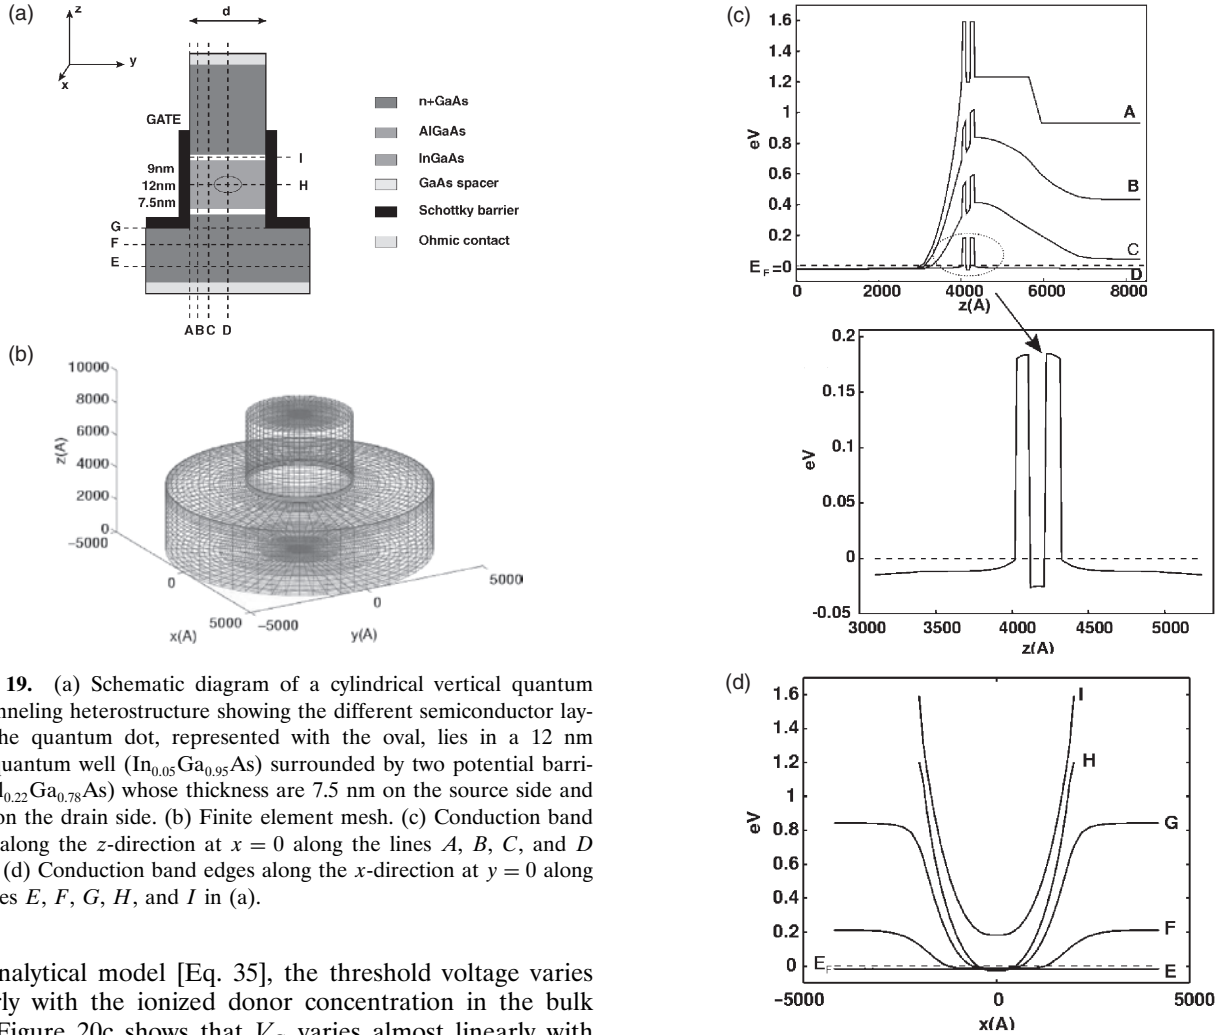 (a)
z
y
x
d
GATE
9nm
12nm
7.5nm
I
H
G
F
E
A B C D
n+GaAs
AlGaAs
InGaAs
GaAs spacer
Schottky barrier
Ohmic contact
(b)
10000
8000
6000
4000
2000
0
z(A)
−5000
0
5000
x(A)
−5000
0
5000
y(A)
19. (a) Schematic diagram of a cylindrical vertical quantum
nneling heterostructure showing the different semiconductor lay-
he quantum dot, represented with the oval, lies in a 12 nm
quantum well (In0.05Ga0.95As) surrounded by two potential barri-
l0.22Ga0.78As) whose thickness are 7.5 nm on the source side and
on the drain side. (b) Finite element mesh. (c) Conduction band
along the z-direction at x = 0 along the lines A, B, C, and D
(d) Conduction band edges along the x-direction at y = 0 along
es E, F, G, H, and I in (a).
nalytical model [Eq. 35], the threshold voltage varies
rly with the ionized donor concentration in the bulk
Figure 20c shows that V varies almost linearly with
(c)
1.6
1.4
1.2
1
0.8
0.6
0.4
0.2
EF=0
eV
A
B
C
D
0 2000 4000 6000 8000
z(A)
0.2
0.15
0.1
0.05
0
-0.05
eV
3000 3500 4000 4500 5000
z(A)
(d)
1.6
1.4
1.2
1
0.8
0.6
0.4
0.2
0
eV
EF
I
H
G
F
E
-5000 0 5000
x(A)